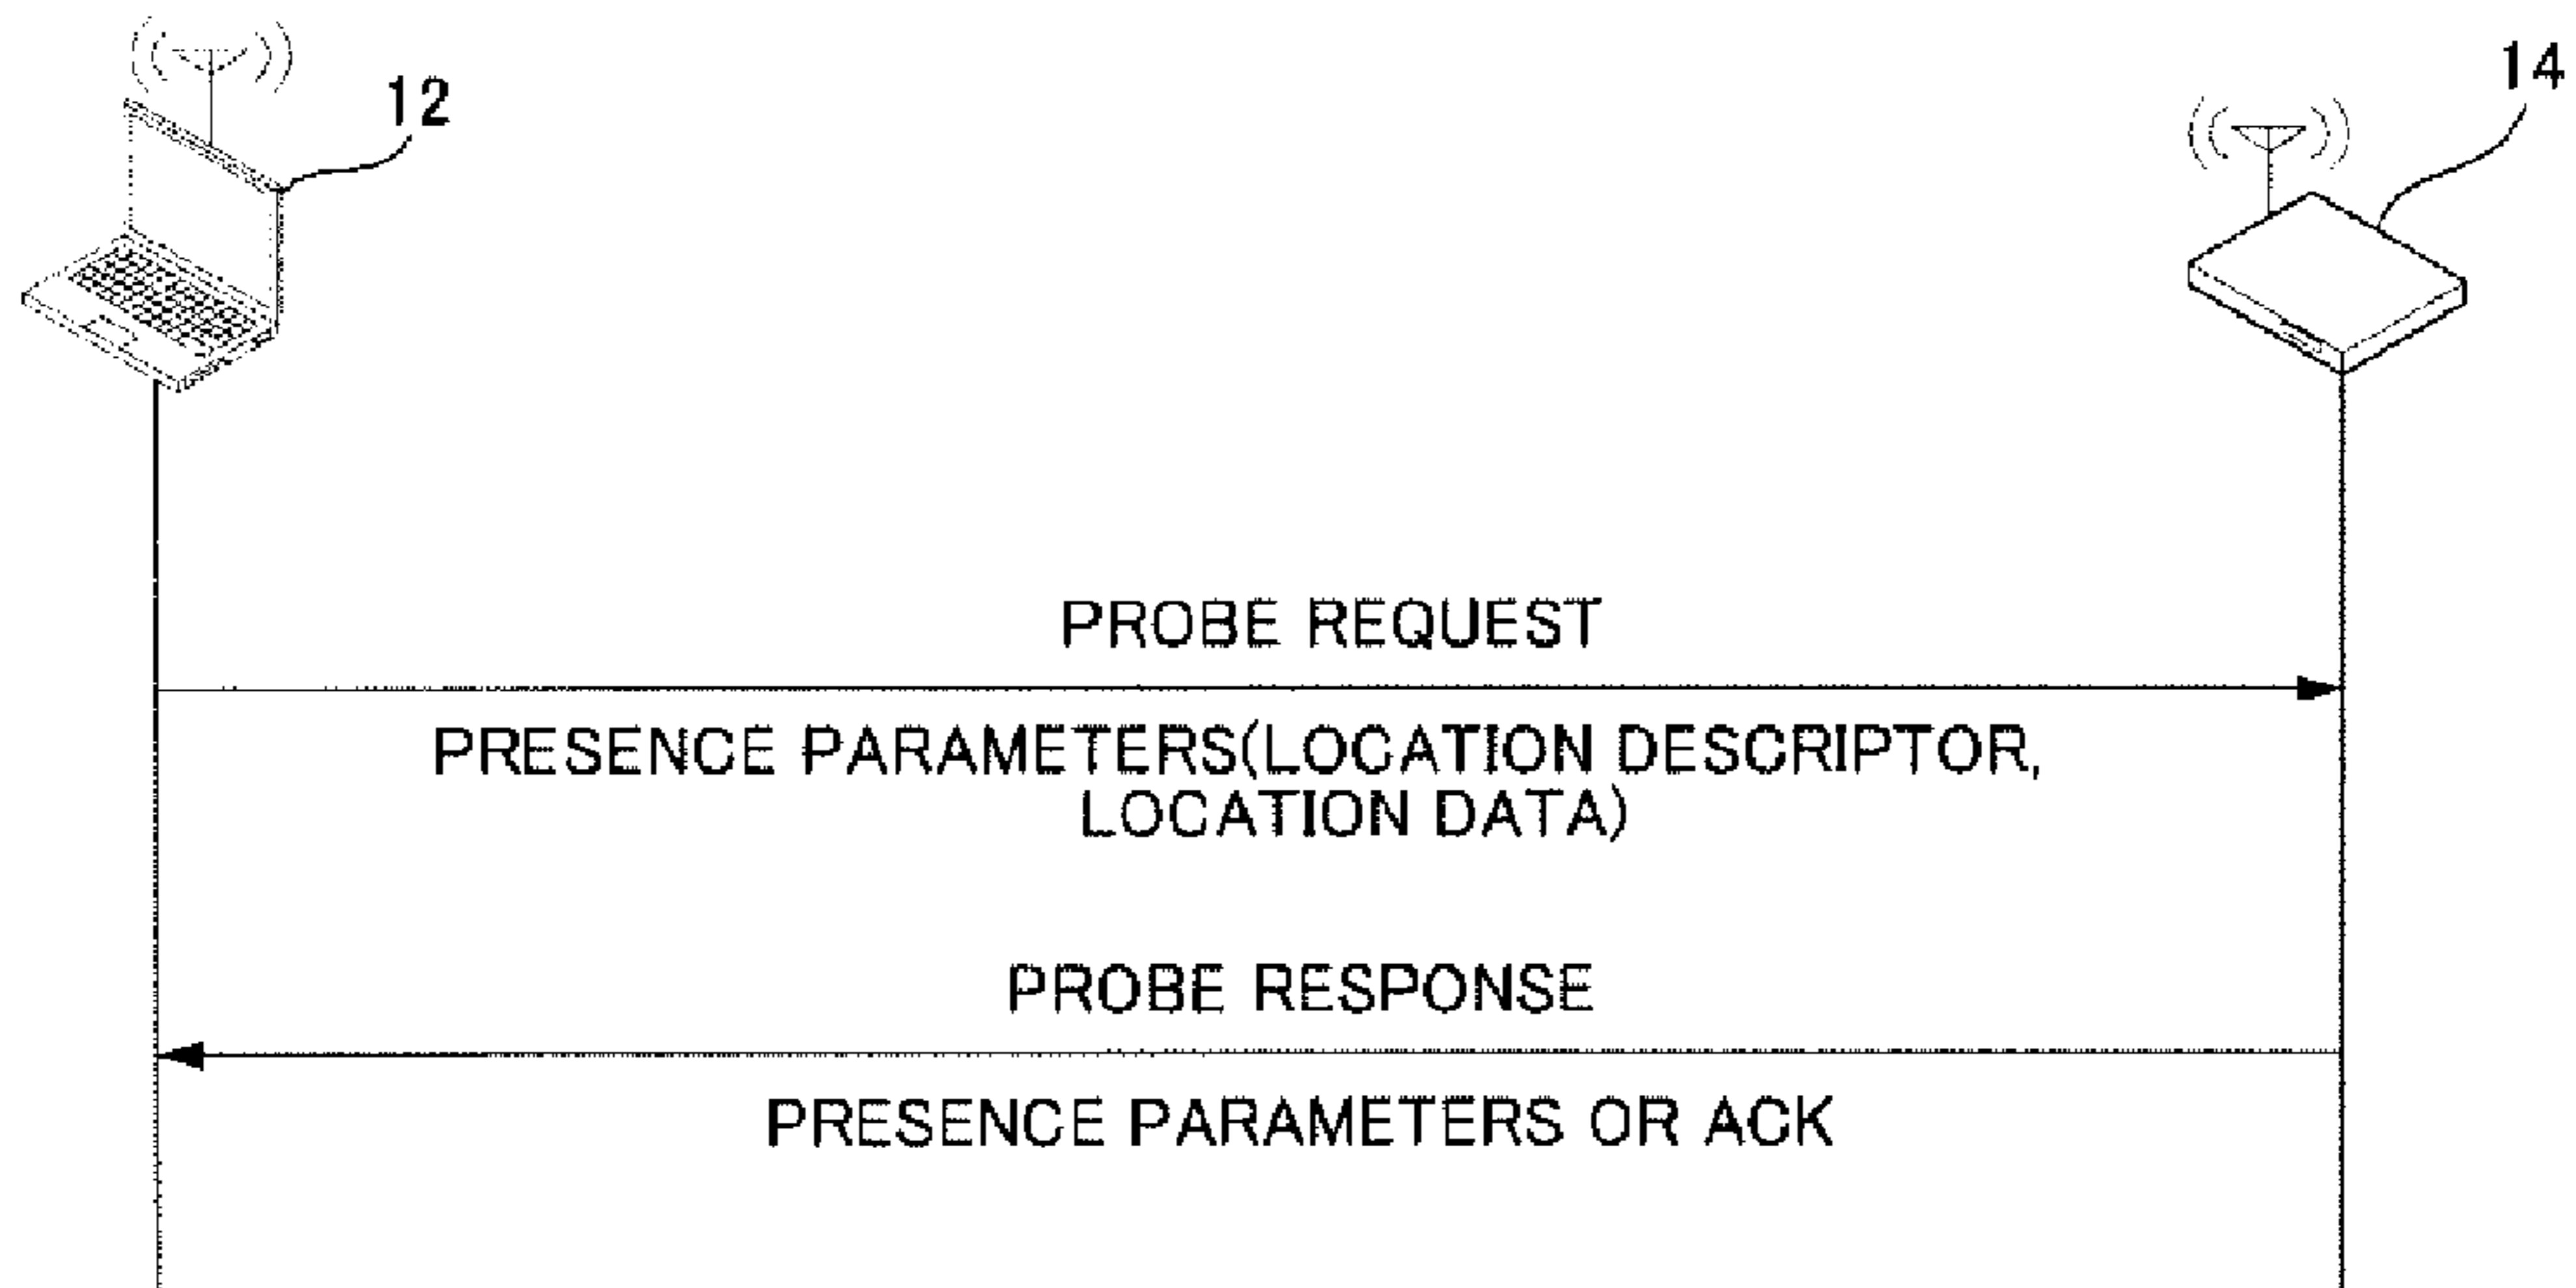 12
14
PROBE REQUEST
PRESENCE PARAMETERS(LOCATION DESCRIPTOR,
LOCATION DATA)
PROBE RESPONSE
PRESENCE PARAMETERS OR ACK